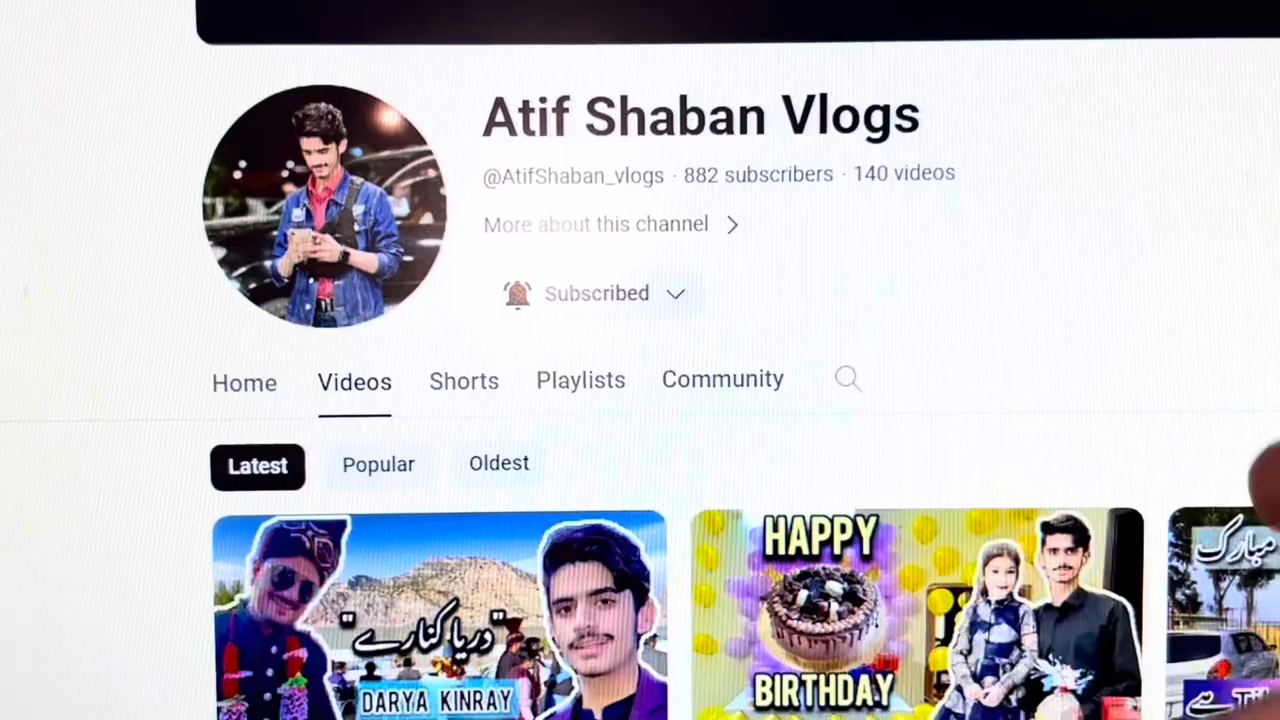 Atif Shaban Vlogs
@AtifShaban_vlogs · 882 subscribers · 140 videos
More about this channel
Subscribed
Home Videos Shorts Playlists Community
Latest Popular Oldest
"دریا کنارے"
DARYA KINRAY
HAPPY
BIRTHDAY
مبارک
ہے